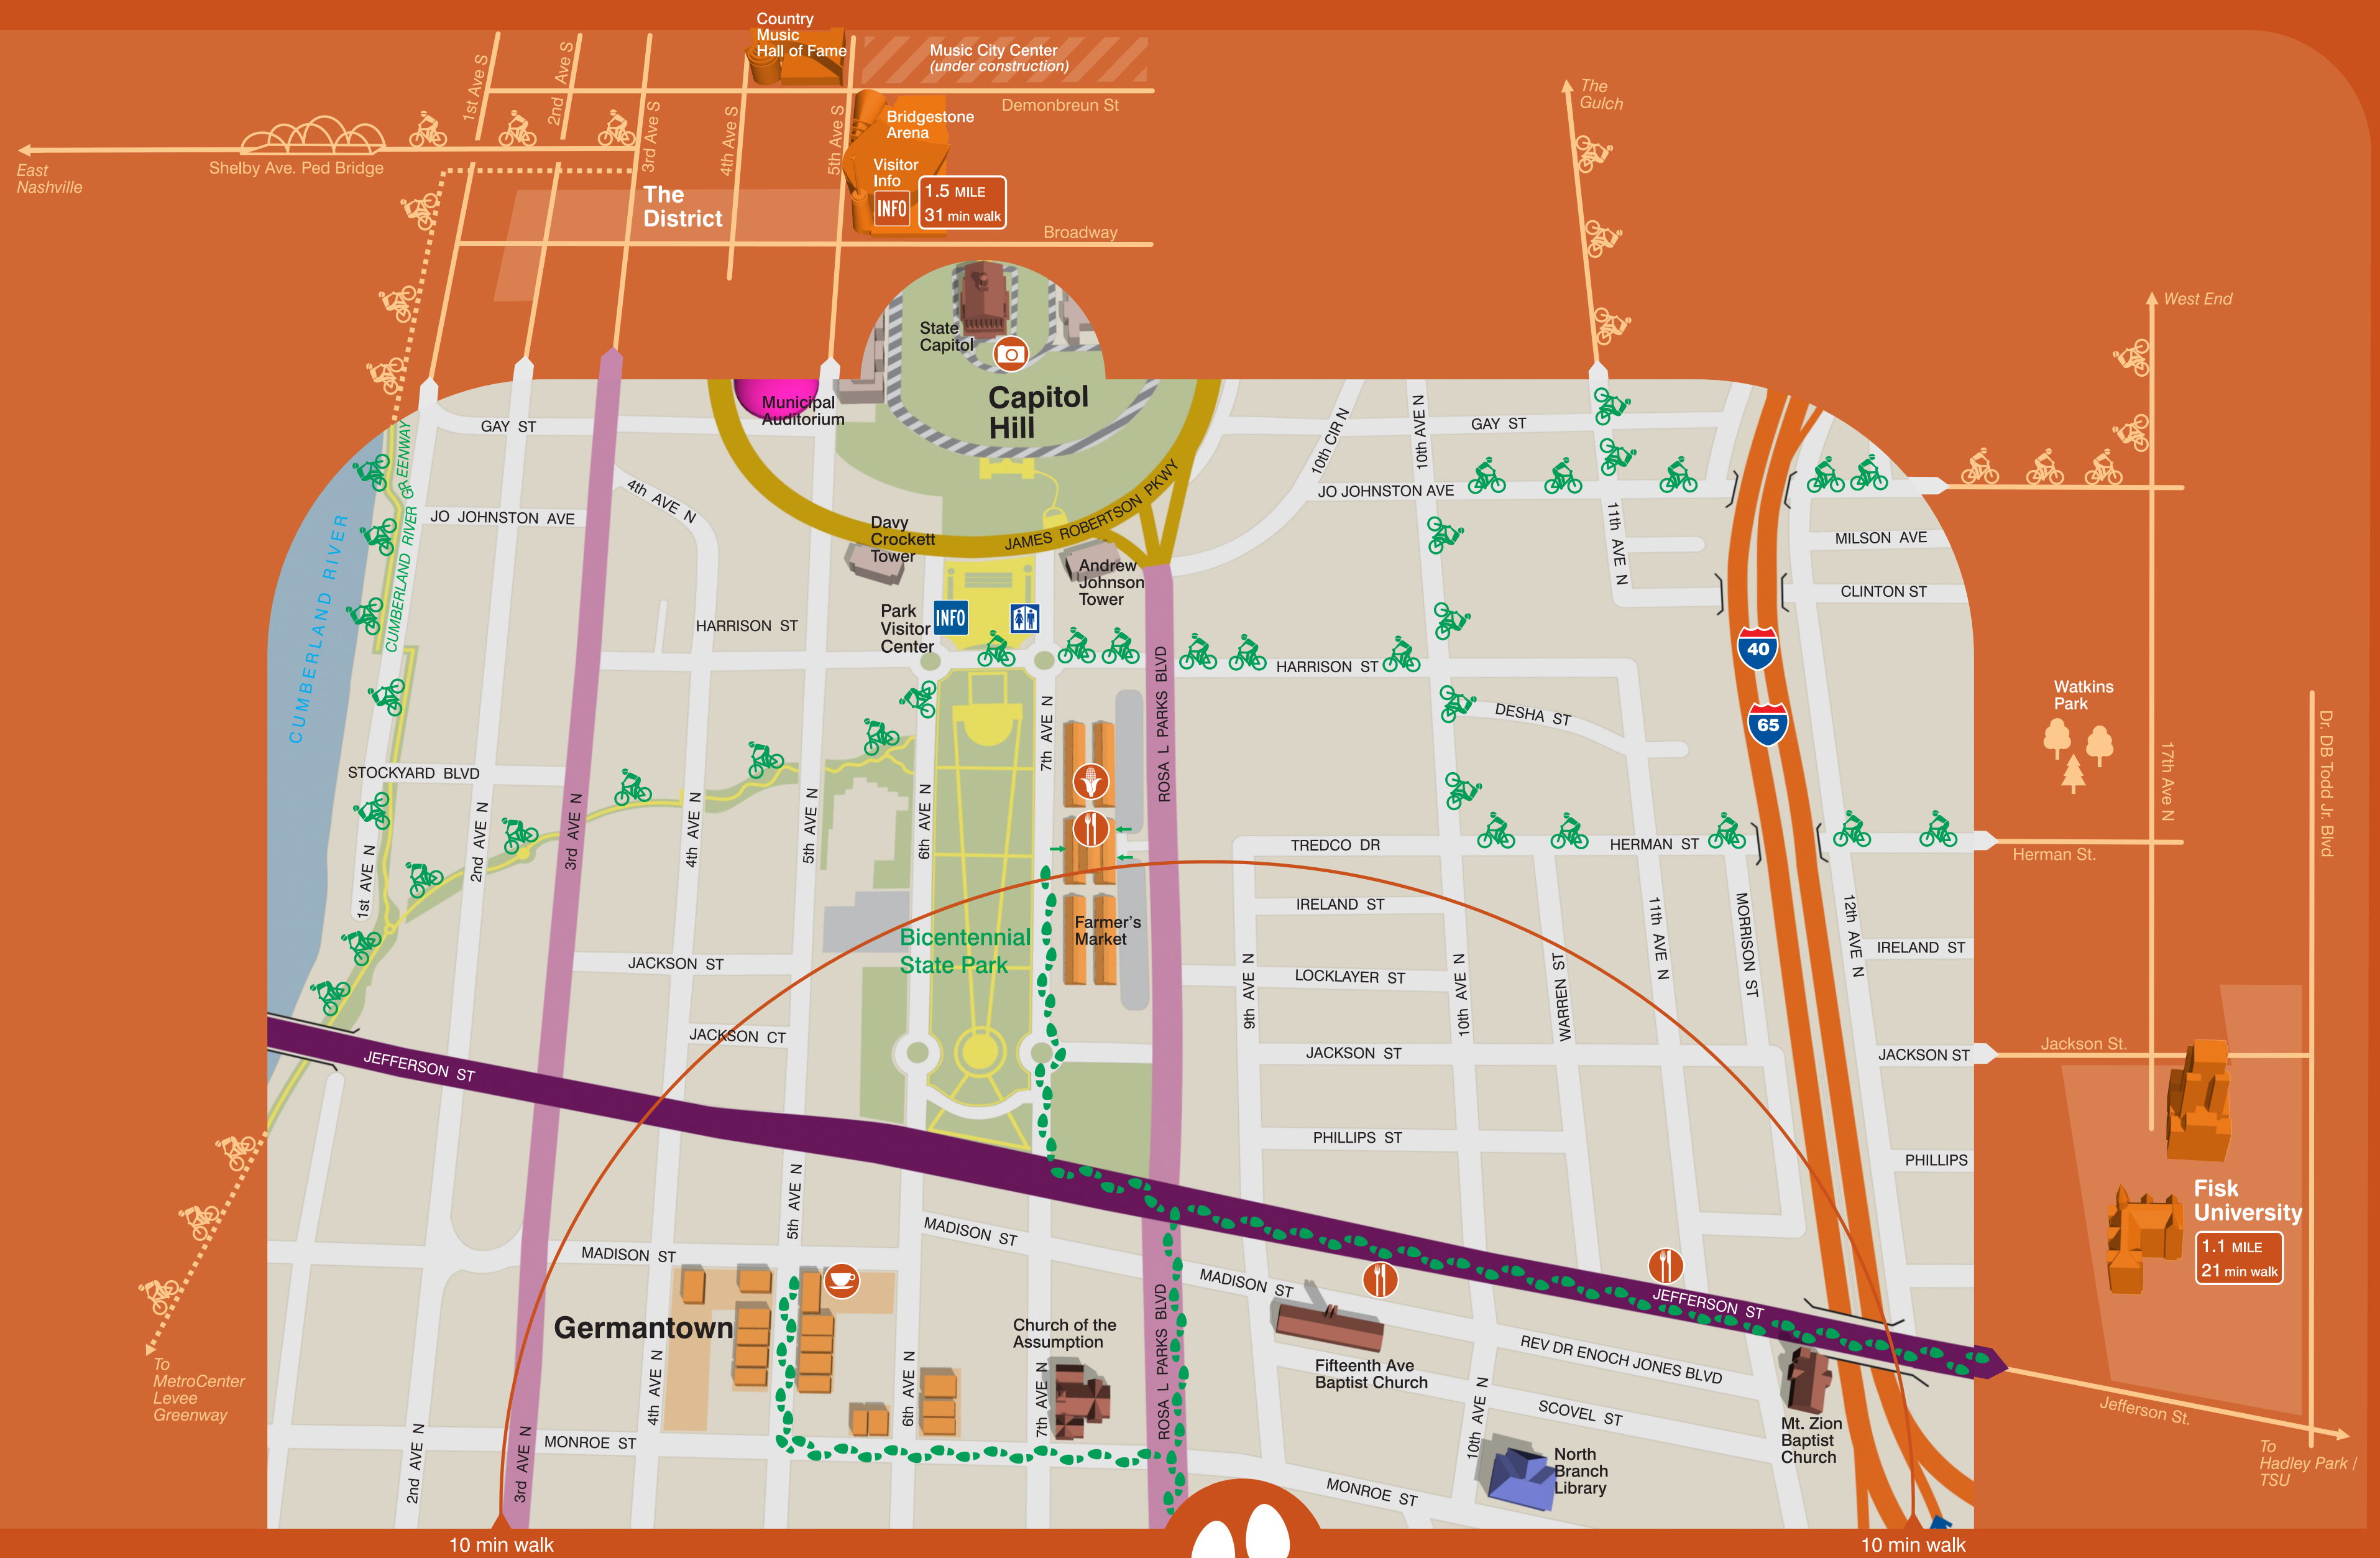 Country
Music
Hall of Fame
Music City Center
(under construction)
1st Ave S
2nd Ave S
3rd Ave S
4th Ave S
5th Ave S
Demonbreun St
Bridgestone
Arena
Visitor
Info
INFO
1.5 MILE
31 min walk
The
Gulch
East
Nashville
Shelby Ave. Ped Bridge
The
District
Broadway
West End
State
Capitol
Capitol
Hill
Municipal
Auditorium
GAY ST
GAY ST
10th CIR N
10th AVE N
CUMBERLAND RIVER GREENWAY
CUMBERLAND RIVER
4th AVE N
JO JOHNSTON AVE
JO JOHNSTON AVE
JAMES ROBERTSON PKWY
Davy
Crockett
Tower
Andrew
Johnson
Tower
11th AVE N
MILSON AVE
CLINTON ST
Park
Visitor
Center
INFO
HARRISON ST
HARRISON ST
40
65
DESHA ST
Watkins
Park
17th Ave N
Dr. DB Todd Jr. Blvd
7th AVE N
ROSA L PARKS BLVD
STOCKYARD BLVD
1st AVE N
2nd AVE N
3rd AVE N
4th AVE N
5th AVE N
6th AVE N
TREDCO DR
HERMAN ST
Herman St.
IRELAND ST
IRELAND ST
Farmer's
Market
Bicentennial
State Park
JACKSON ST
LOCKLAYER ST
9th AVE N
10th AVE N
WARREN ST
11th AVE N
MORRISON ST
12th AVE N
JACKSON CT
JACKSON ST
JACKSON ST
Jackson St.
JEFFERSON ST
PHILLIPS ST
PHILLIPS
5th AVE N
Fisk
University
1.1 MILE
21 min walk
MADISON ST
MADISON ST
MADISON ST
JEFFERSON ST
Germantown
Church of the
Assumption
Fifteenth Ave
Baptist Church
REV DR ENOCH JONES BLVD
SCOVEL ST
Mt. Zion
Baptist
Church
Jefferson St.
To
Hadley Park /
TSU
To
MetroCenter
Levee
Greenway
2nd AVE N
3rd AVE N
4th AVE N
6th AVE N
7th AVE N
ROSA L PARKS BLVD
10th AVE N
MONROE ST
MONROE ST
North
Branch
Library
10 min walk
10 min walk